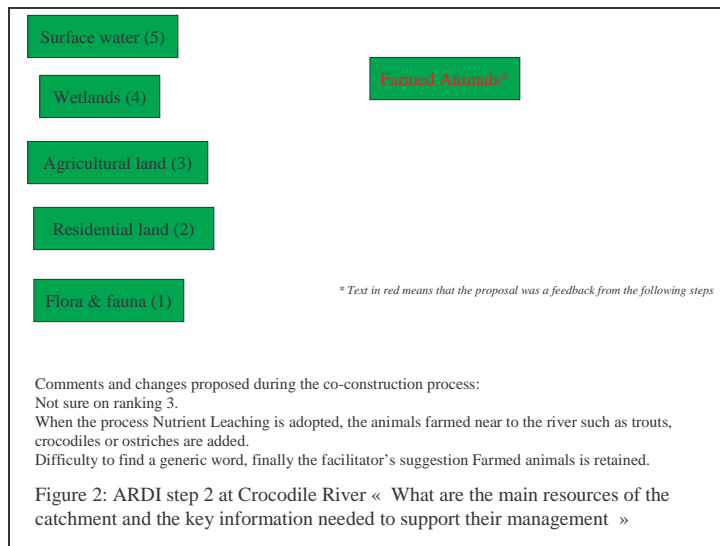 Surface water (5)
Farmed Animals*
Wetlands (4)
Agricultural land (3)
Residential land (2)
Flora & fauna (1)
* Text in red means that the proposal was a feedback from the following steps
Comments and changes proposed during the co-construction process:
Not sure on ranking 3.
When the process Nutrient Leaching is adopted, the animals farmed near to the river such as trouts,
crocodiles or ostriches are added.
Difficulty to find a generic word, finally the facilitator's suggestion Farmed animals is retained.
Figure 2: ARDI step 2 at Crocodile River « What are the main resources of the
catchment and the key information needed to support their management »